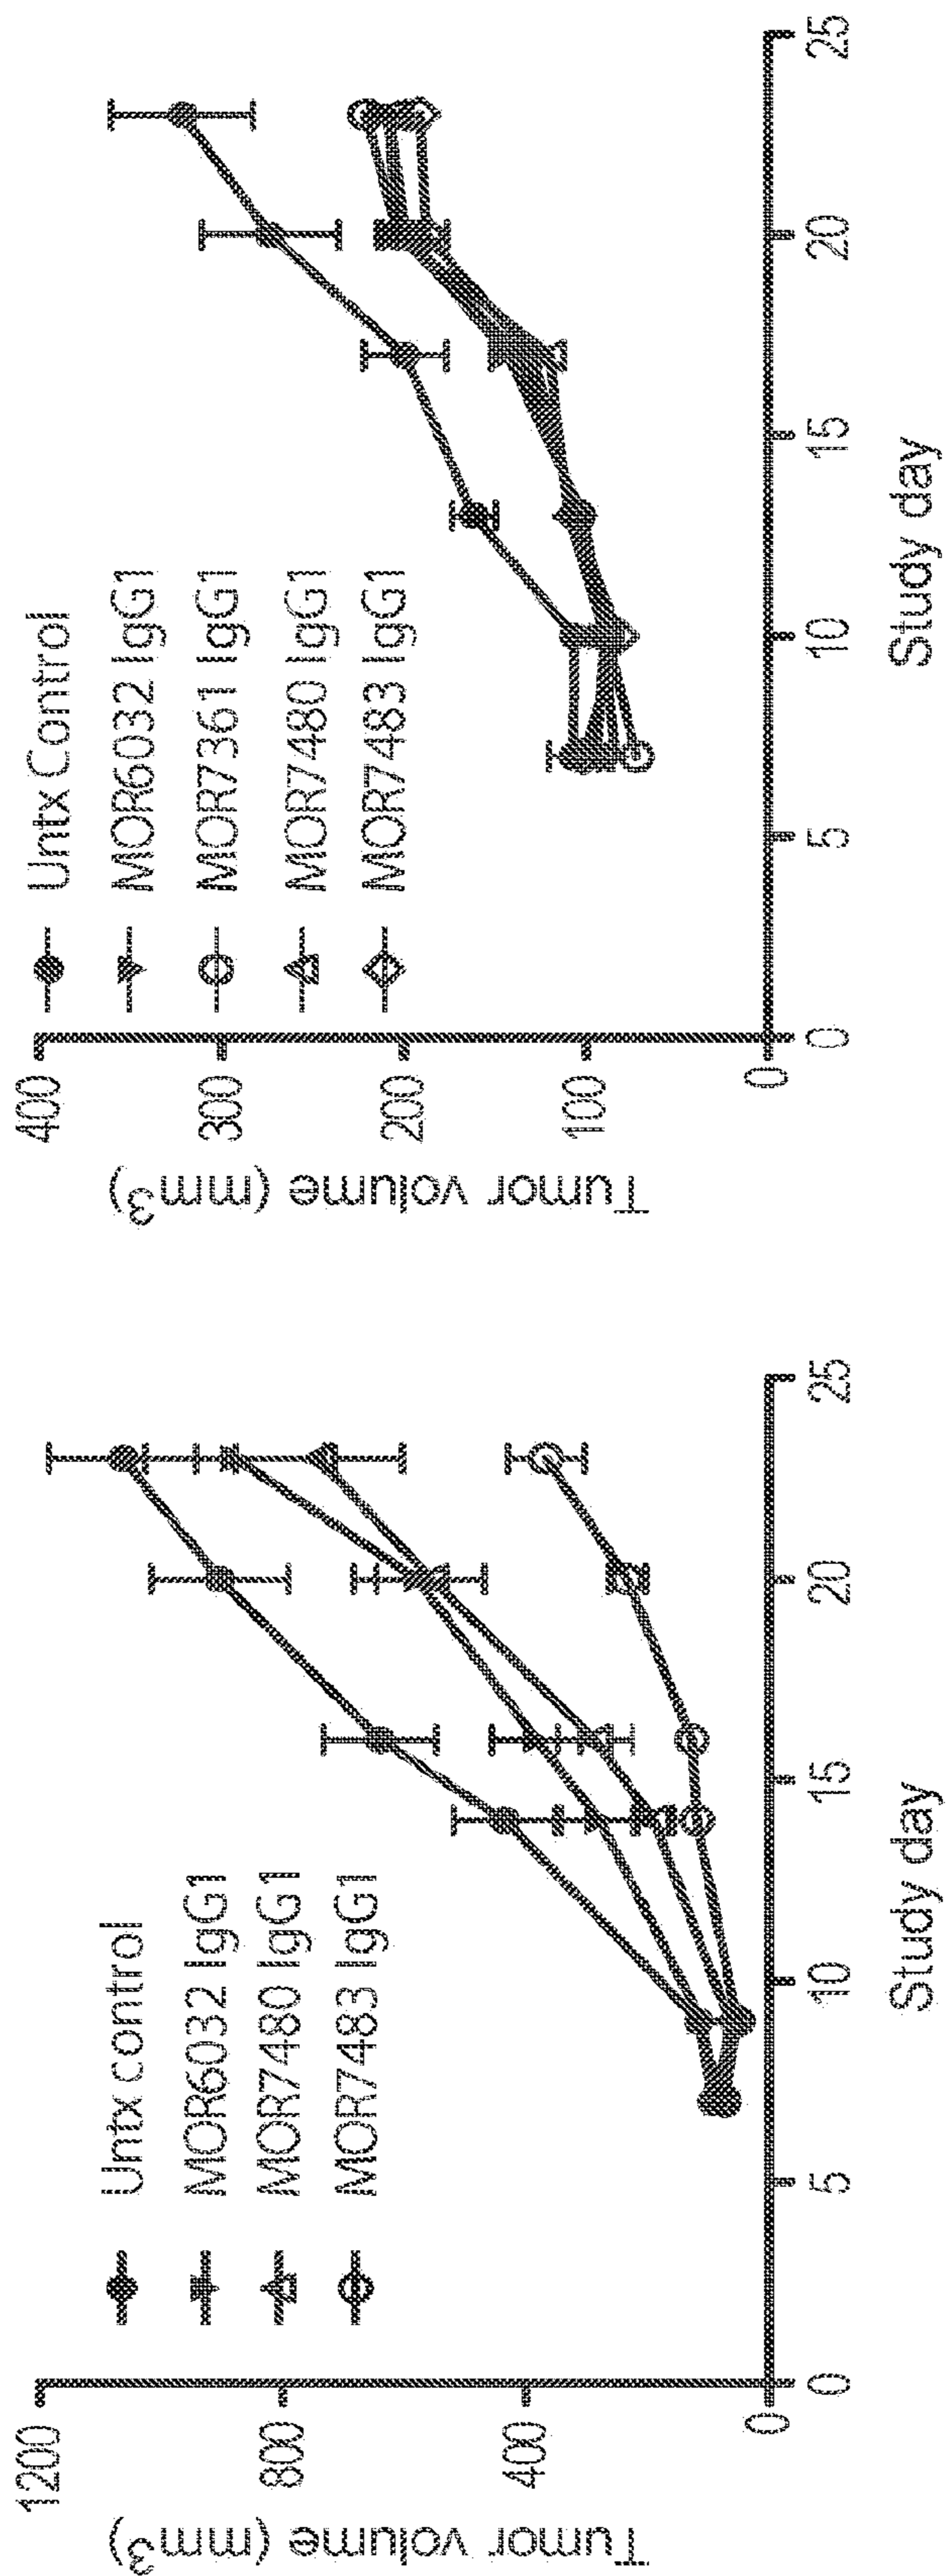 Tumor volume (mm3)
1200
800
400
0
Untx control
MOR6032 IgG1
MOR7480 IgG1
MOR7483 IgG1
0
5
10
15
20
25
Study day
Tumor volume (mm3)
400
300
200
100
0
Untx Control
MOR6032 IgG1
MOR7361 IgG1
MOR7480 IgG1
MOR7483 IgG1
0
5
10
15
20
25
Study day